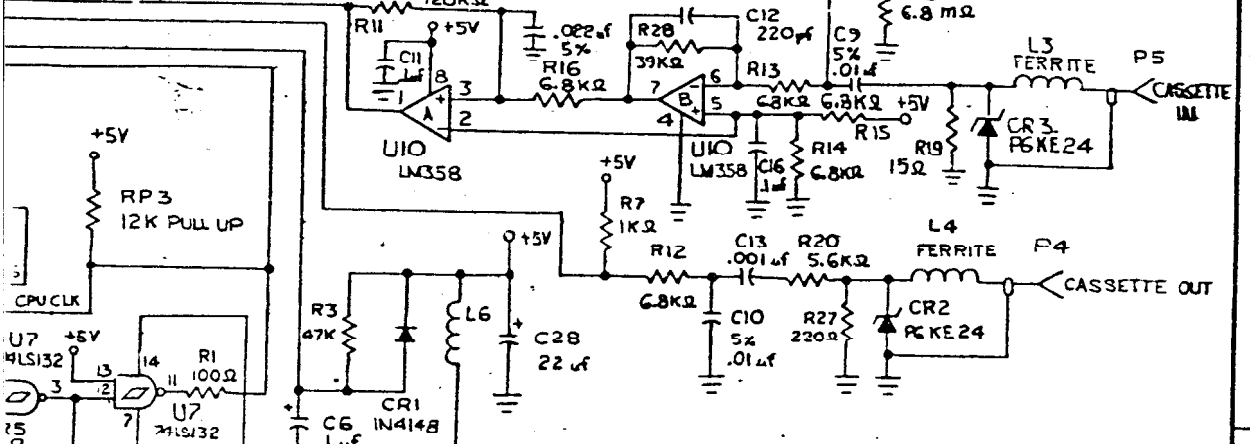 120KΩ
R11
+5V
.022uf
5%
C11
.1uf
8
1
A
3
2
U10
LM358
R16
6.8KΩ
C12
220pf
R28
39KΩ
7
B
6
5
4
U10
LM358
R13
6.8KΩ
C9
5%
.01uf
6.8mΩ
6.8KΩ
R15
+5V
C16
.1uf
R14
6.8KΩ
R19
15Ω
L3
FERRITE
P5
CASSETTE
IN
CR3
P6KE24
+5V
RP3
12K PULL UP
CPUCLK
+5V
R7
1KΩ
+5V
R12
6.8KΩ
C13
.001uf
R20
5.6KΩ
C10
5%
.01uf
R27
220Ω
L4
FERRITE
P4
CASSETTE OUT
CR2
P6KE24
R3
47K
L6
C28
22uf
CR1
1N4148
C6
1uf
U7
74LS132
+5V
3
13
12
14
11
7
R1
100Ω
U7
74LS132